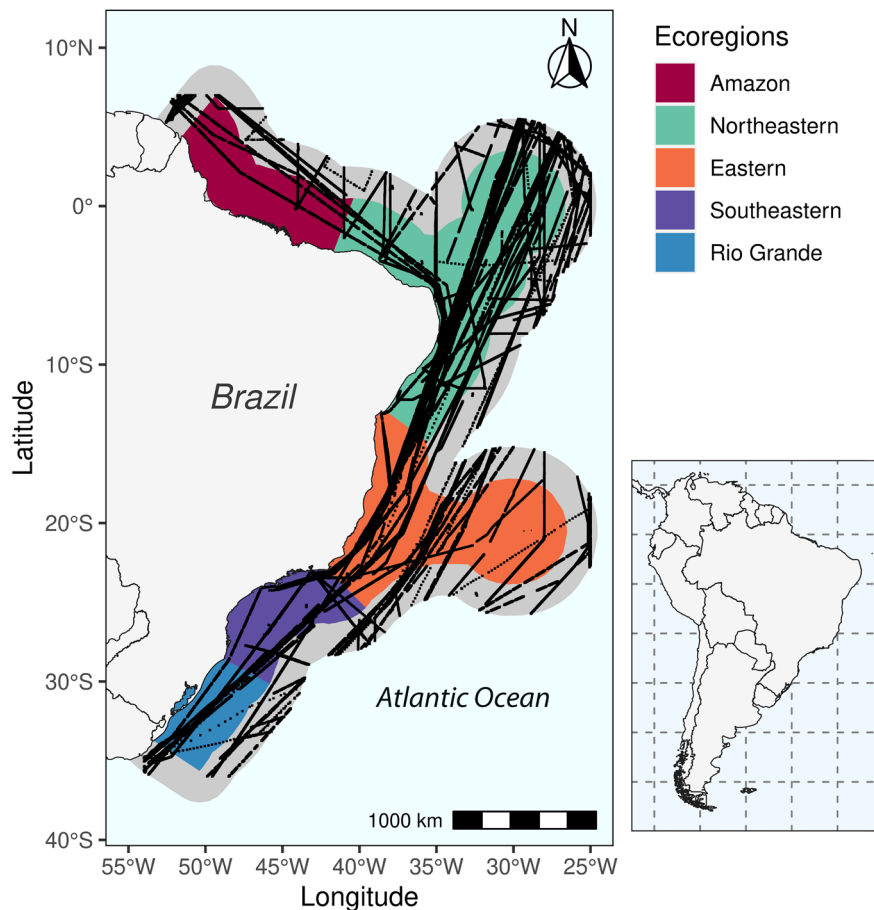 N
Ecoregions
Amazon
Northeastern
Eastern
Southeastern
Rio Grande
10°N
0°
10°S
20°S
30°S
40°S
Latitude
Brazil
Atlantic Ocean
1000 km
55°W 50°W 45°W 40°W 35°W 30°W 25°W
Longitude